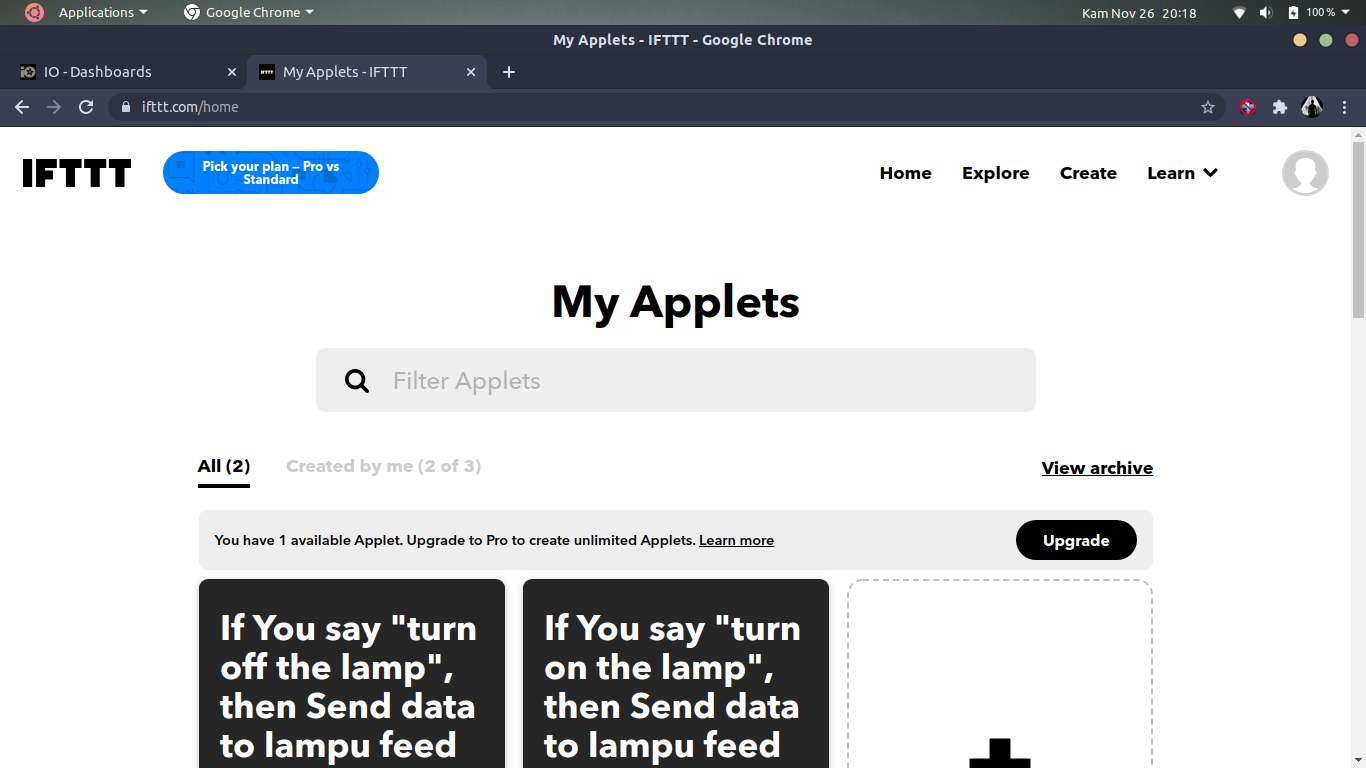 Applications
Google Chrome
Kam Nov 26 20:18
100 %
My Applets - IFTTT - Google Chrome
IO - Dashboards
IFTTT
My Applets - IFTTT
ifttt.com/home
IFTTT
Pick your plan – Pro vs
Standard
Home
Explore
Create
Learn
My Applets
Filter Applets
All (2)
Created by me (2 of 3)
View archive
You have 1 available Applet. Upgrade to Pro to create unlimited Applets. Learn more
Upgrade
If You say "turn
off the lamp",
then Send data
to lampu feed
If You say "turn
on the lamp",
then Send data
to lampu feed